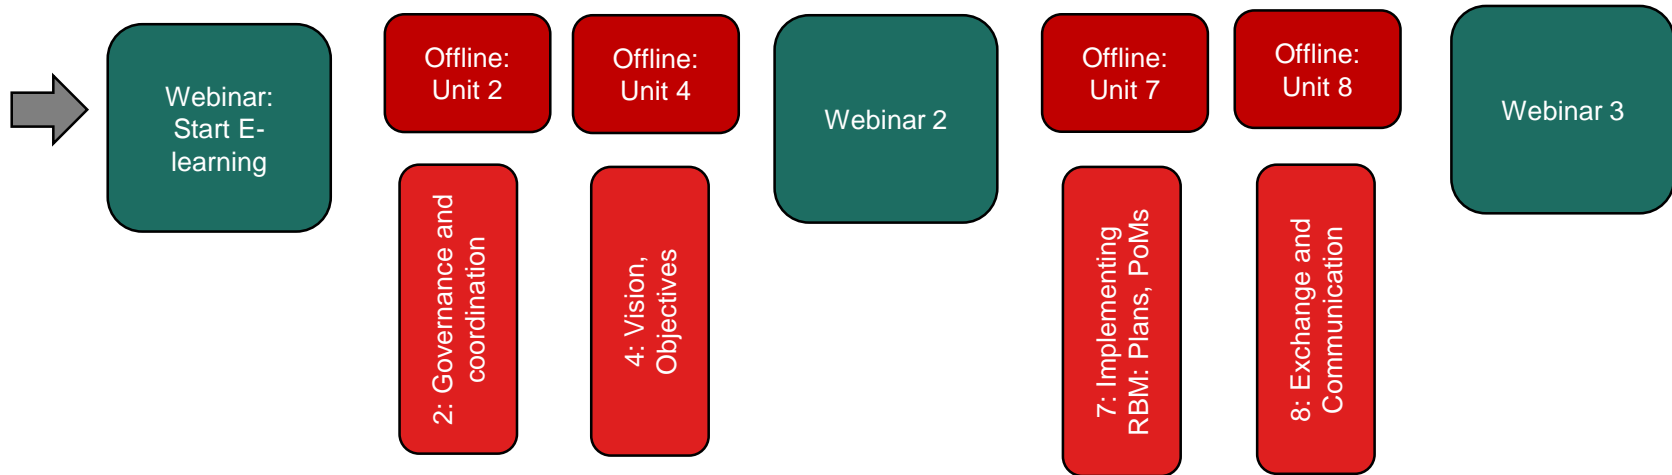 Webinar:
Start E-
learning
Offline:
Unit 2
2: Governance and
coordination
Offline:
Unit 4
4: Vision,
Objectives
Webinar 2
Offline:
Unit 7
7: Implementing
RBM: Plans, PoMs
Offline:
Unit 8
8: Exchange and
Communication
Webinar 3